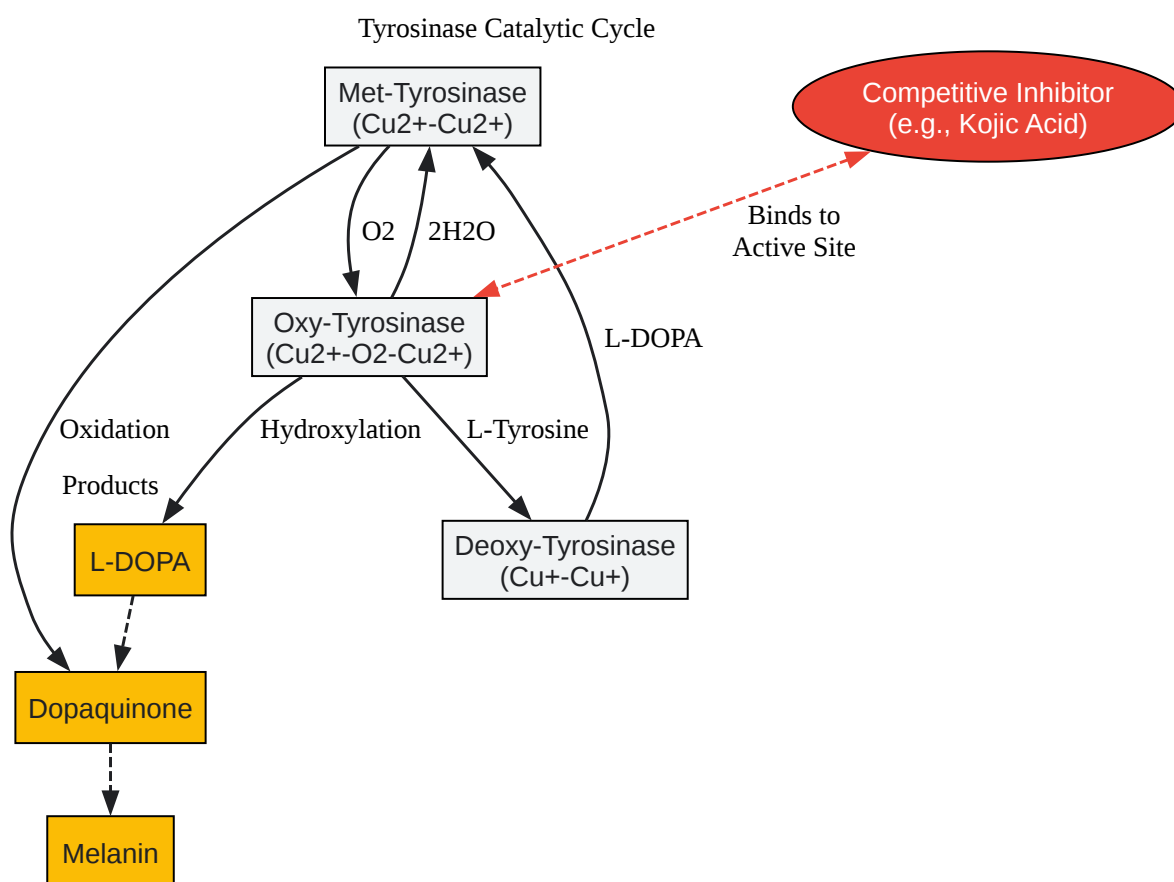 Tyrosinase Catalytic Cycle
Met-Tyrosinase
(Cu2+-Cu2+)
Competitive Inhibitor
(e.g., Kojic Acid)
O2
2H2O
Binds to
Active Site
Oxy-Tyrosinase
(Cu2+-O2-Cu2+)
L-DOPA
Oxidation
Hydroxylation
L-Tyrosine
Products
L-DOPA
Deoxy-Tyrosinase
(Cu+-Cu+)
Dopaquinone
Melanin